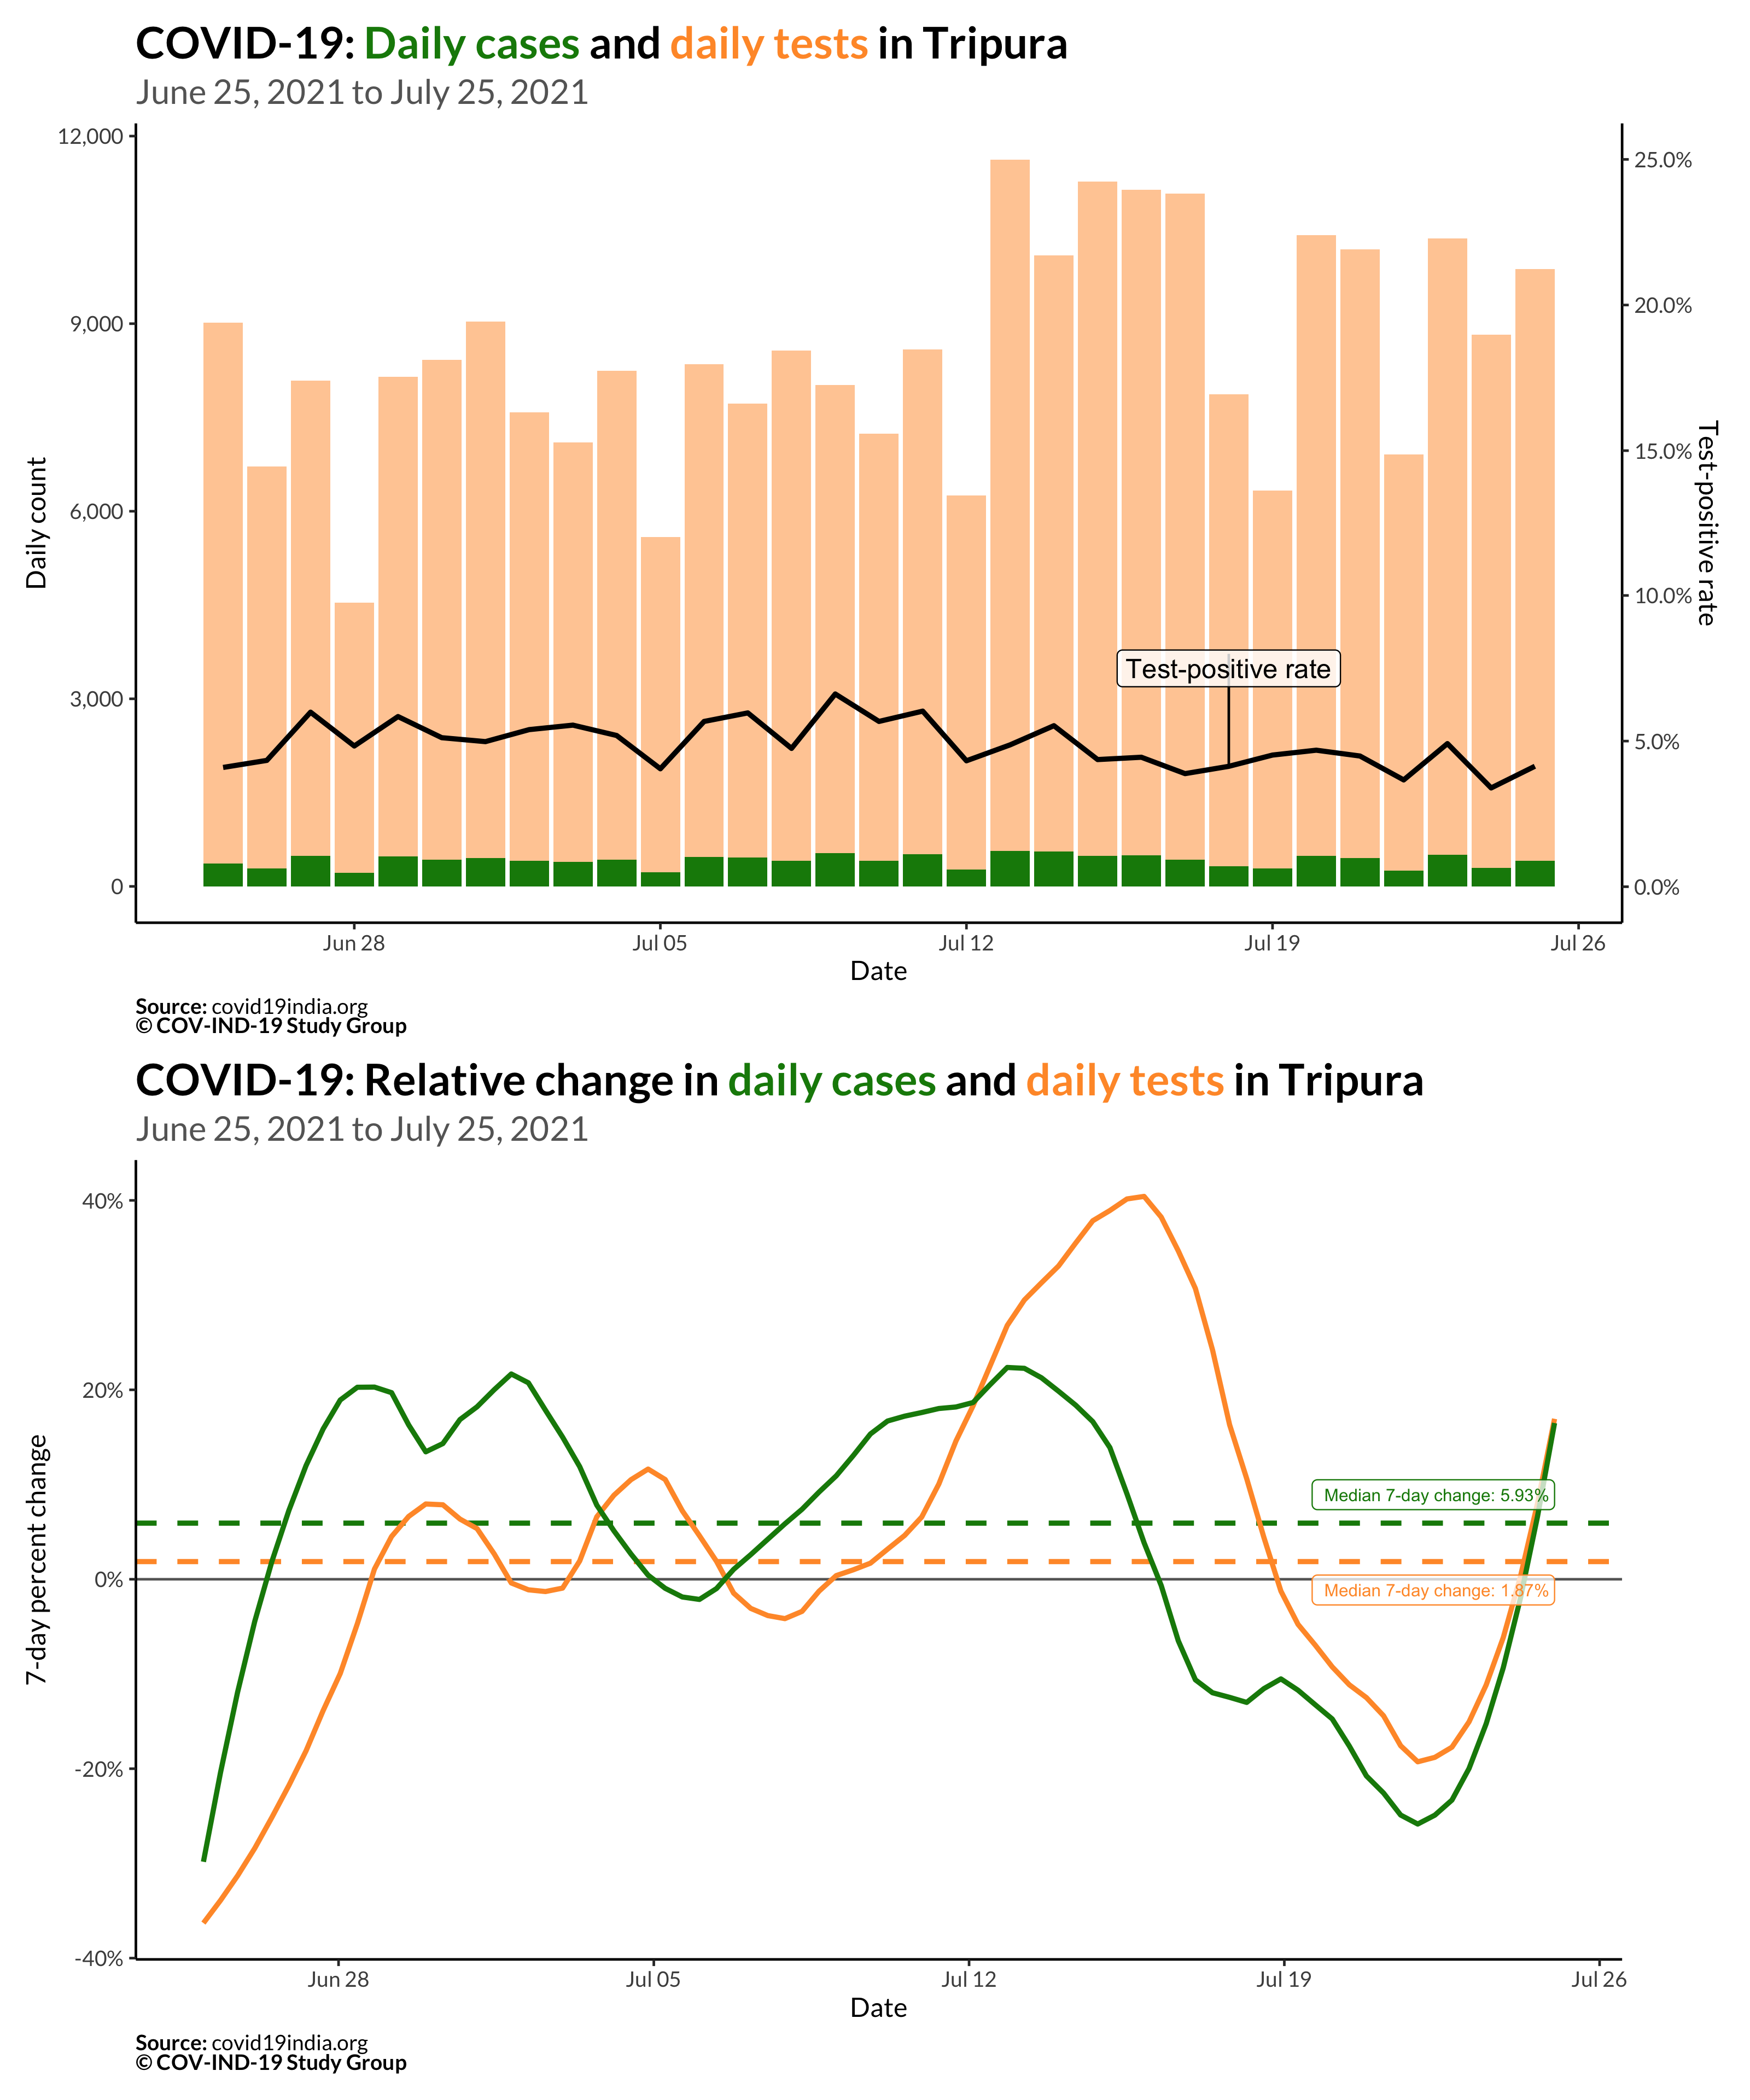 COVID-19: Daily cases and daily tests in Tripura
June 25, 2021 to July 25, 2021
12,000
9,000
6,000
3,000
0
Daily count
25.0%
20.0%
15.0%
10.0%
5.0%
0.0%
Test-positive rate
Test-positive rate
Jun 28
Jul 05
Jul 12
Jul 19
Jul 26
Date
Source: covid19india.org
© COV-IND-19 Study Group
COVID-19: Relative change in daily cases and daily tests in Tripura
June 25, 2021 to July 25, 2021
40%
20%
0%
-20%
-40%
7-day percent change
Median 7-day change: 5.93%
Median 7-day change: 1.87%
Jun 28
Jul 05
Jul 12
Jul 19
Jul 26
Date
Source: covid19india.org
© COV-IND-19 Study Group